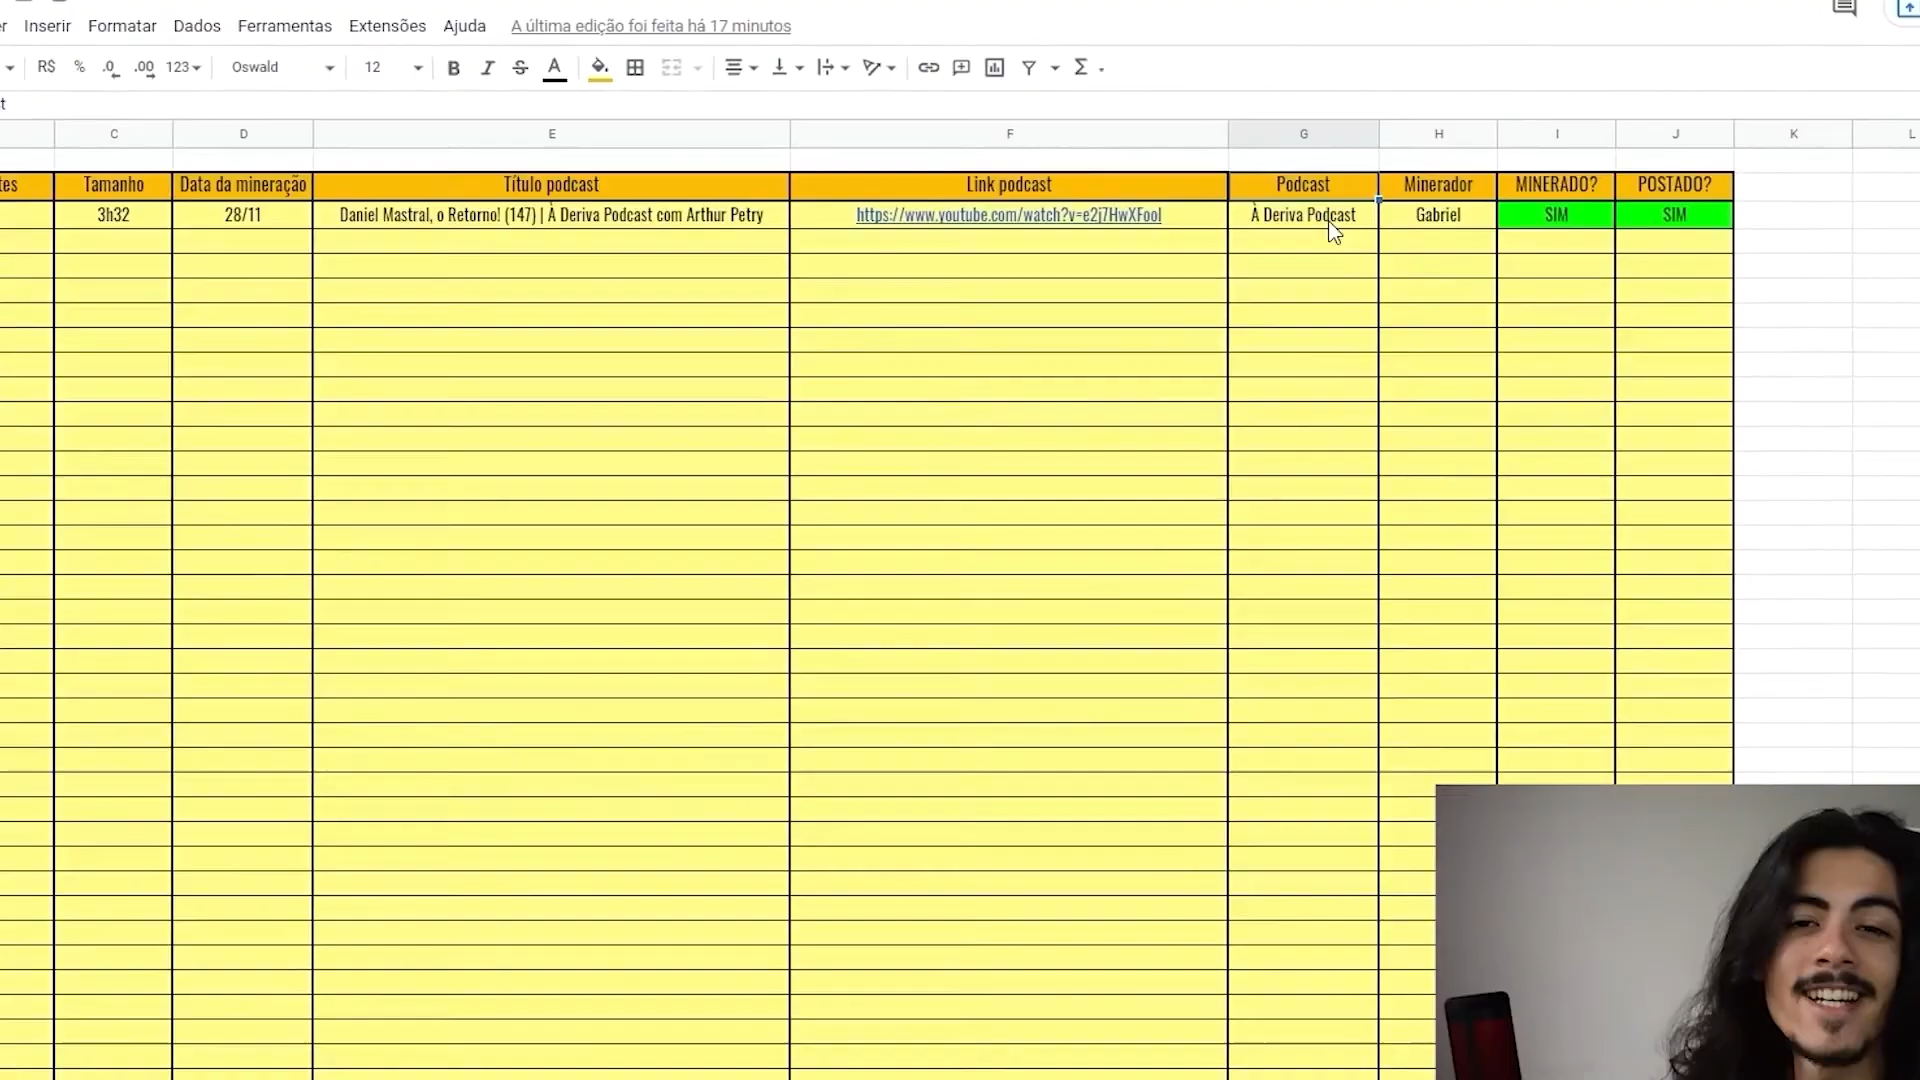 Inserir Formatar Dados Ferramentas Extensões Ajuda A última edição foi feita há 17 minutos
R$ % .0 .00 123 Oswald 12 B I S A Σ
C D E F G H I J K L
Tamanho Data da mineração Título podcast Link podcast Podcast Minerador MINERADO? POSTADO?
3h32 28/11 Daniel Mastral, o Retorno! (147) | À Deriva Podcast com Arthur Petry https://www.youtube.com/watch?v=e2j7HwXFooI À Deriva Podcast Gabriel SIM SIM